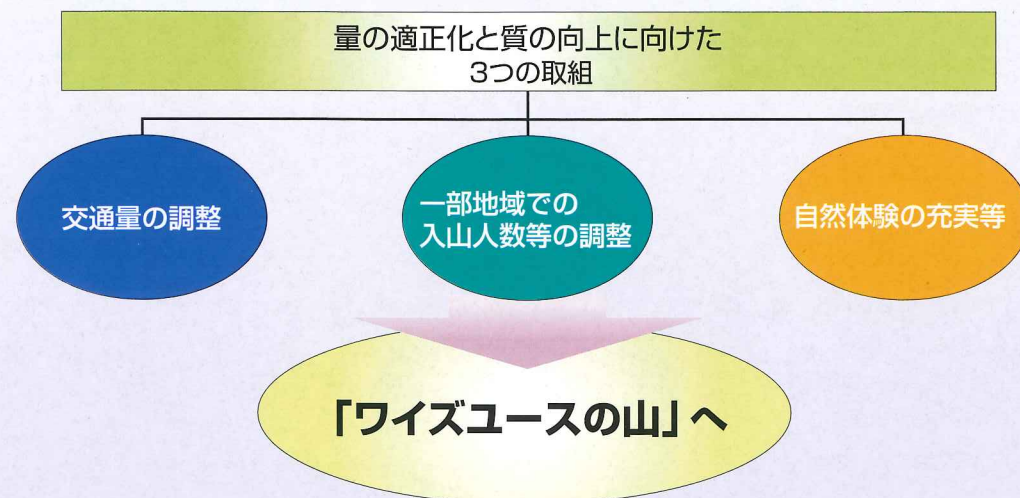 量の適正化と質の向上に向けた
3つの取組
交通量の調整
一部地域での
入山人数等の調整
自然体験の充実等
「ワイズユースの山」へ